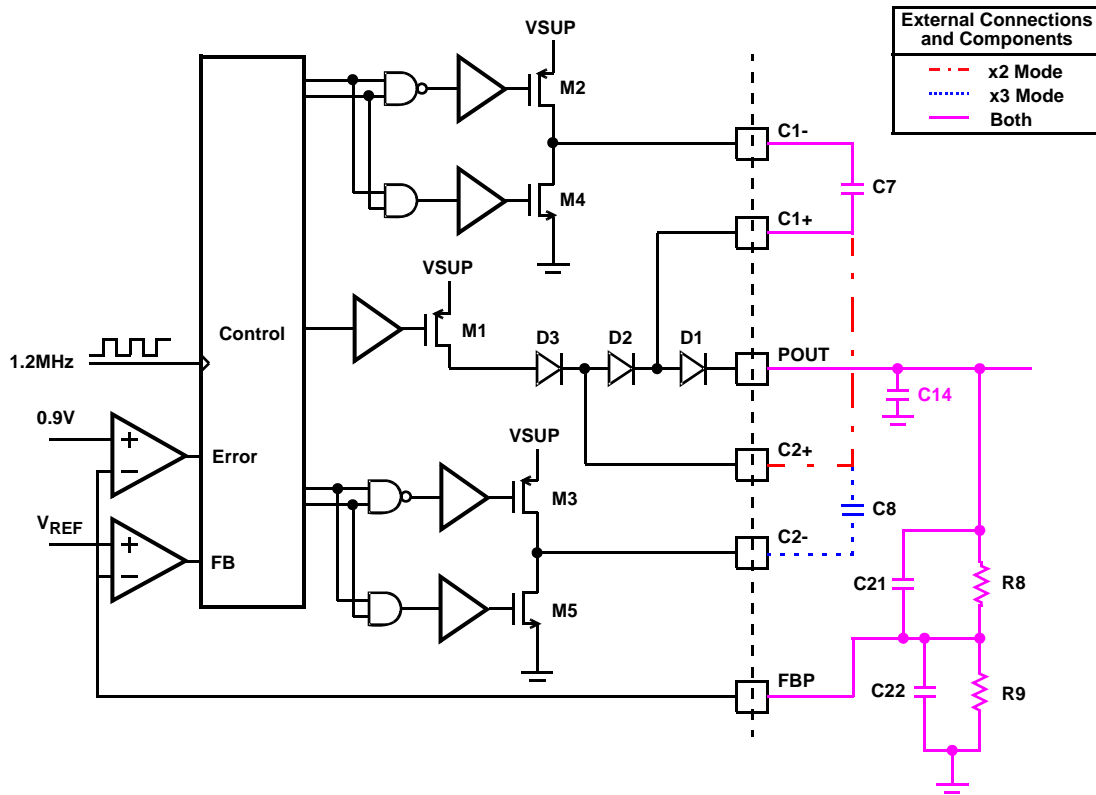 External Connections
and Components
x2 Mode
x3 Mode
Both
VSUP
M2
C1-
C7
M4
C1+
VSUP
Control
M1
D3
D2
D1
POUT
1.2MHz
C14
0.9V
VSUP
C2+
Error
M3
C8
VREF
C2-
FB
C21
R8
M5
FBP
C22
R9